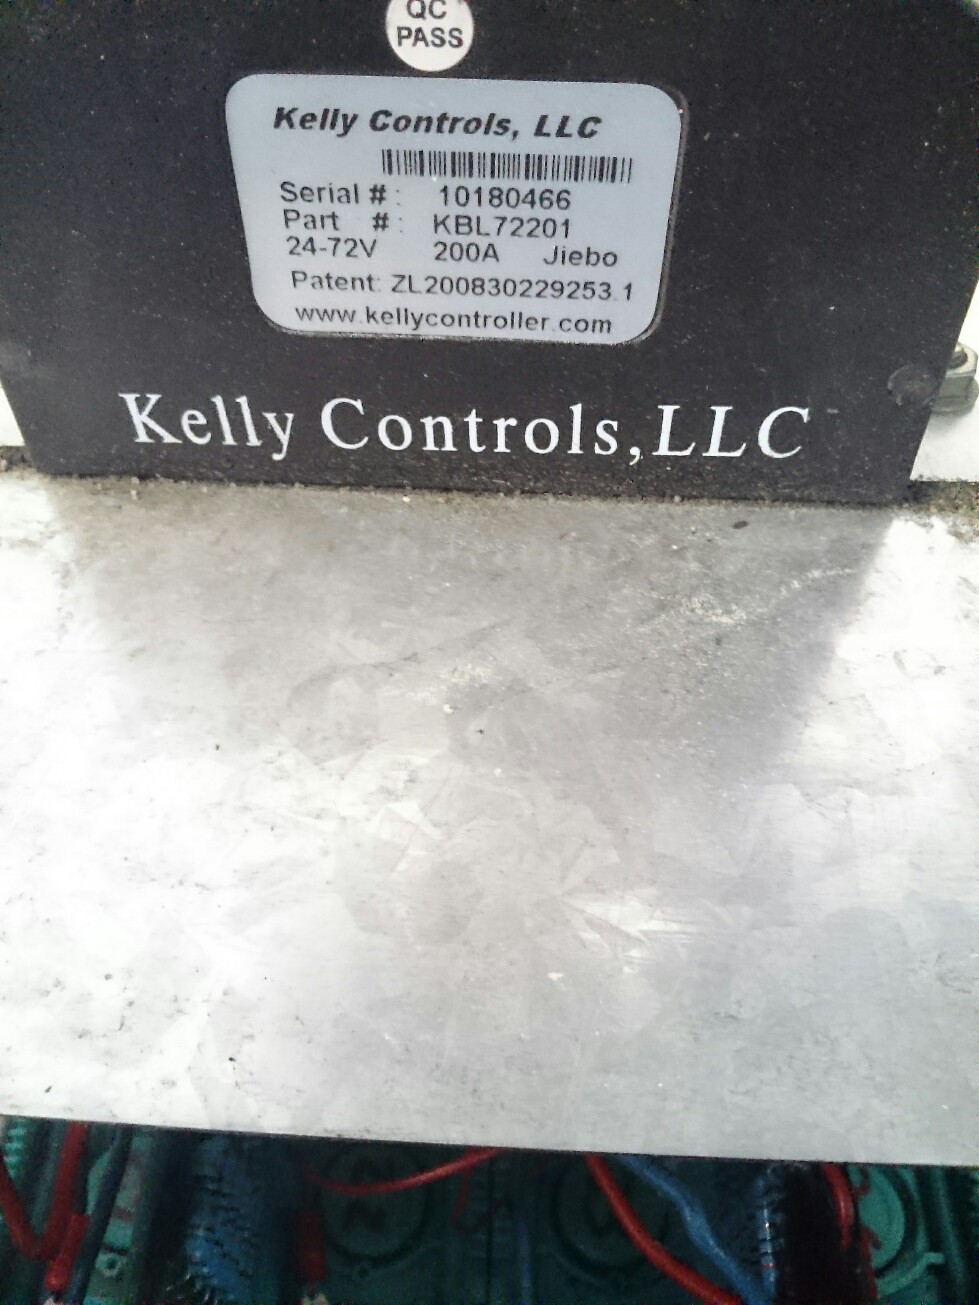 QC
PASS
Kelly Controls, LLC
Serial # : 10180466
Part # : KBL72201
24-72V 200A Jiebo
Patent: ZL200830229253.1
www.kellycontroller.com
Kelly Controls,LLC